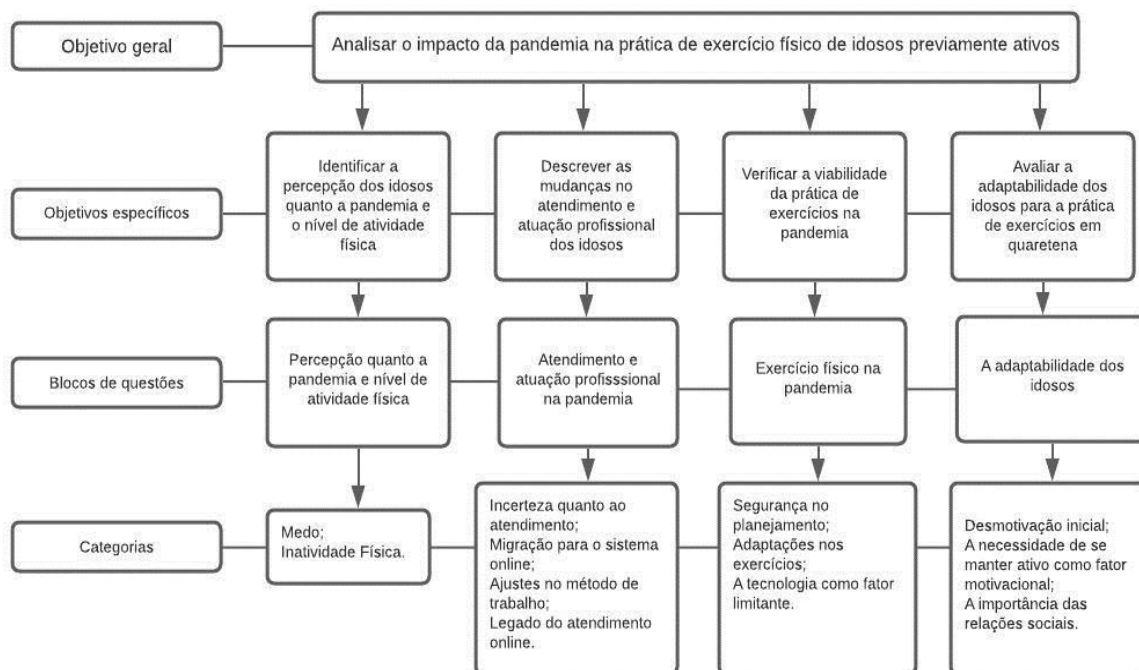 Objetivo geral
Analisar o impacto da pandemia na prática de exercício físico de idosos previamente ativos
Objetivos específicos
Identificar a
percepção dos idosos
quanto a pandemia e
o nível de atividade
física
Descrever as
mudanças no
atendimento e
atuação profissional
dos idosos
Verificar a viabilidade
da prática de
exercícios na
pandemia
Avaliar a
adaptabilidade dos
idosos para a prática
de exercícios em
quaretena
Blocos de questões
Percepção quanto a
pandemia e nível de
atividade física
Atendimento e
atuação profisssional
na pandemia
Exercício físico na
pandemia
A adaptabilidade dos
idosos
Categorias
Medo;
Inatividade Física.
Incerteza quanto ao
atendimento;
Migração para o sistema
online;
Ajustes no método de
trabalho;
Legado do atendimento
online.
Segurança no
planejamento;
Adaptações nos
exercícios;
A tecnologia como fator
limitante.
Desmotivação inicial;
A necessidade de se
manter ativo como fator
motivacional;
A importância das
relações sociais.